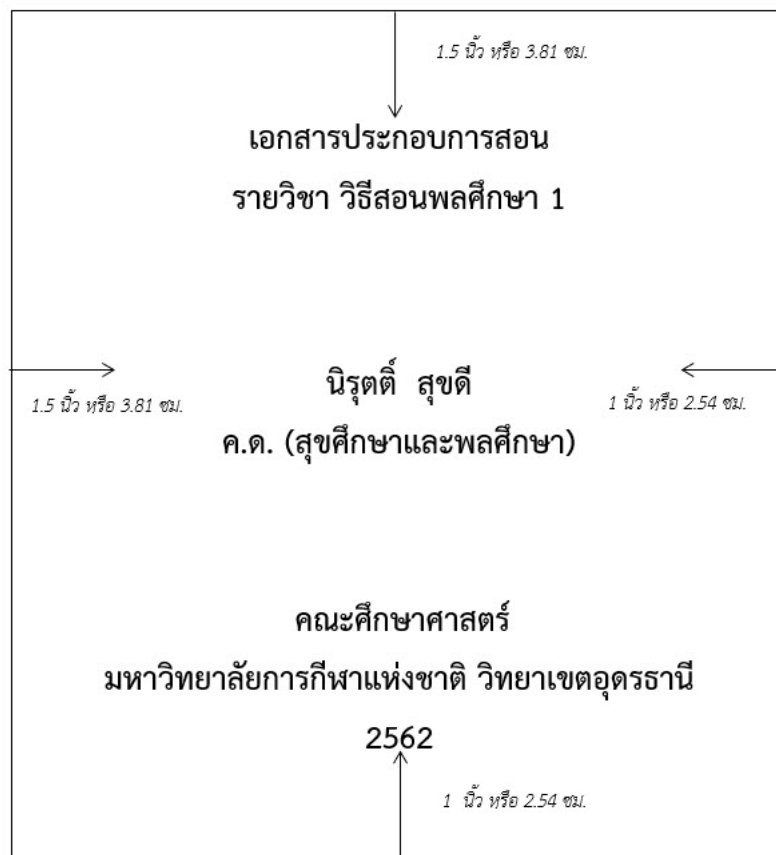 1.5 นิ้ว หรือ 3.81 ซม.
เอกสารประกอบการสอน
รายวิชา วิธีสอนพลศึกษา 1
นิรุตติ์ สุขดี
1.5 นิ้ว หรือ 3.81 ซม.
1 นิ้ว หรือ 2.54 ซม.
ค.ด. (สุขศึกษาและพลศึกษา)
คณะศึกษาศาสตร์
มหาวิทยาลัยการกีฬาแห่งชาติ วิทยาเขตอุดรธานี
2562
1 นิ้ว หรือ 2.54 ซม.